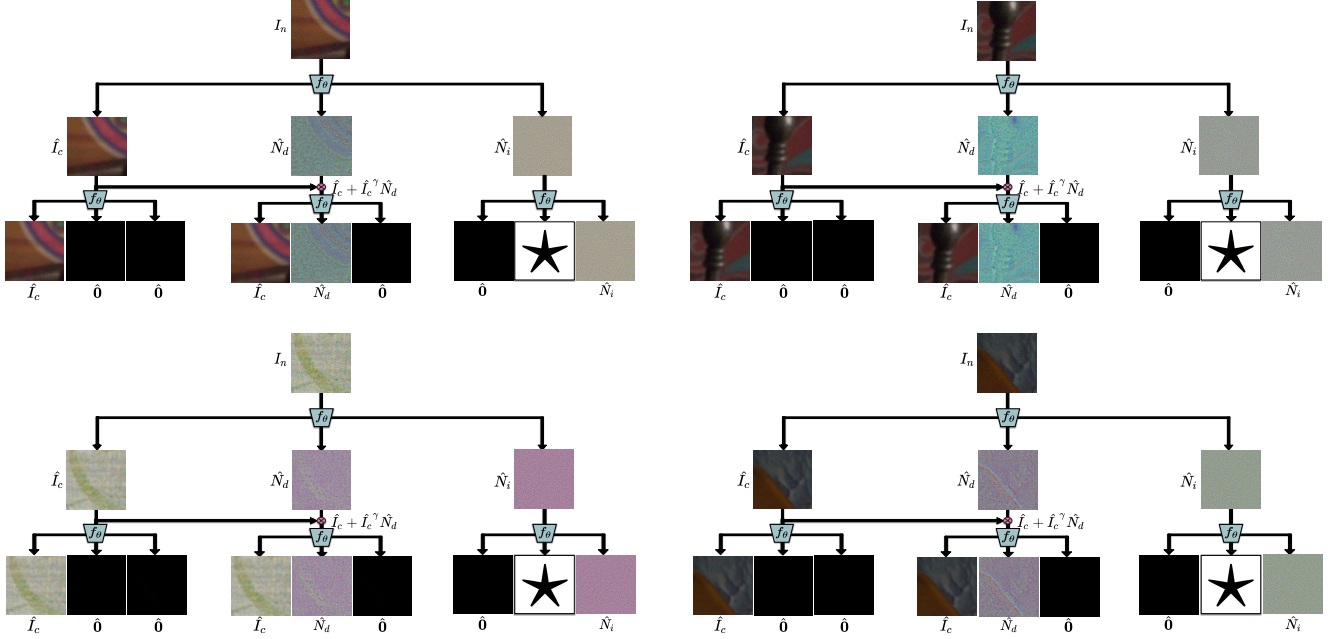 I_n
f_θ
Î_c N̂_d N̂_i
Î_c + Î_c^γ N̂_d
f_θ f_θ f_θ
Î_c 0̂ 0̂ Î_c N̂_d 0̂ 0̂ N̂_i
I_n
f_θ
Î_c N̂_d N̂_i
Î_c + Î_c^γ N̂_d
f_θ f_θ f_θ
Î_c 0̂ 0̂ Î_c N̂_d 0̂ 0̂ N̂_i
I_n
f_θ
Î_c N̂_d N̂_i
Î_c + Î_c^γ N̂_d
f_θ f_θ f_θ
Î_c 0̂ 0̂ Î_c N̂_d 0̂ 0̂ N̂_i
I_n
f_θ
Î_c N̂_d N̂_i
Î_c + Î_c^γ N̂_d
f_θ f_θ f_θ
Î_c 0̂ 0̂ Î_c N̂_d 0̂ 0̂ N̂_i